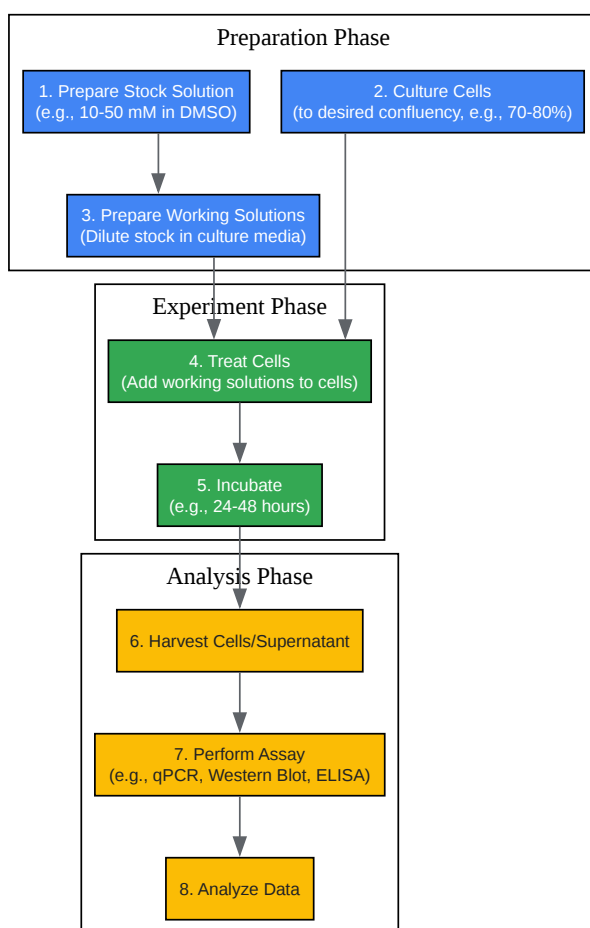 Preparation Phase
1. Prepare Stock Solution
(e.g., 10-50 mM in DMSO)
2. Culture Cells
(to desired confluency, e.g., 70-80%)
3. Prepare Working Solutions
(Dilute stock in culture media)
Experiment Phase
4. Treat Cells
(Add working solutions to cells)
5. Incubate
(e.g., 24-48 hours)
Analysis Phase
6. Harvest Cells/Supernatant
7. Perform Assay
(e.g., qPCR, Western Blot, ELISA)
8. Analyze Data